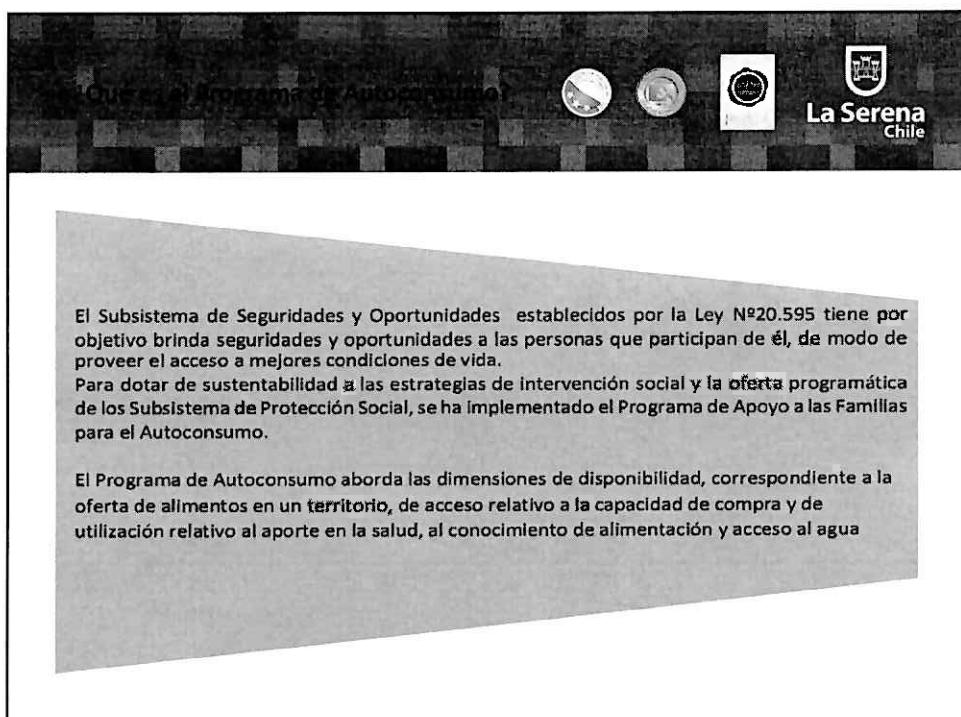 ¿Que es el Programa de Autoconsumo?
La Serena
Chile
El Subsistema de Seguridades y Oportunidades establecidos por la Ley Nº20.595 tiene por
objetivo brinda seguridades y oportunidades a las personas que participan de él, de modo de
proveer el acceso a mejores condiciones de vida.
Para dotar de sustentabilidad a las estrategias de intervención social y la oferta programática
de los Subsistema de Protección Social, se ha implementado el Programa de Apoyo a las Familias
para el Autoconsumo.
El Programa de Autoconsumo aborda las dimensiones de disponibilidad, correspondiente a la
oferta de alimentos en un territorio, de acceso relativo a la capacidad de compra y de
utilización relativo al aporte en la salud, al conocimiento de alimentación y acceso al agua